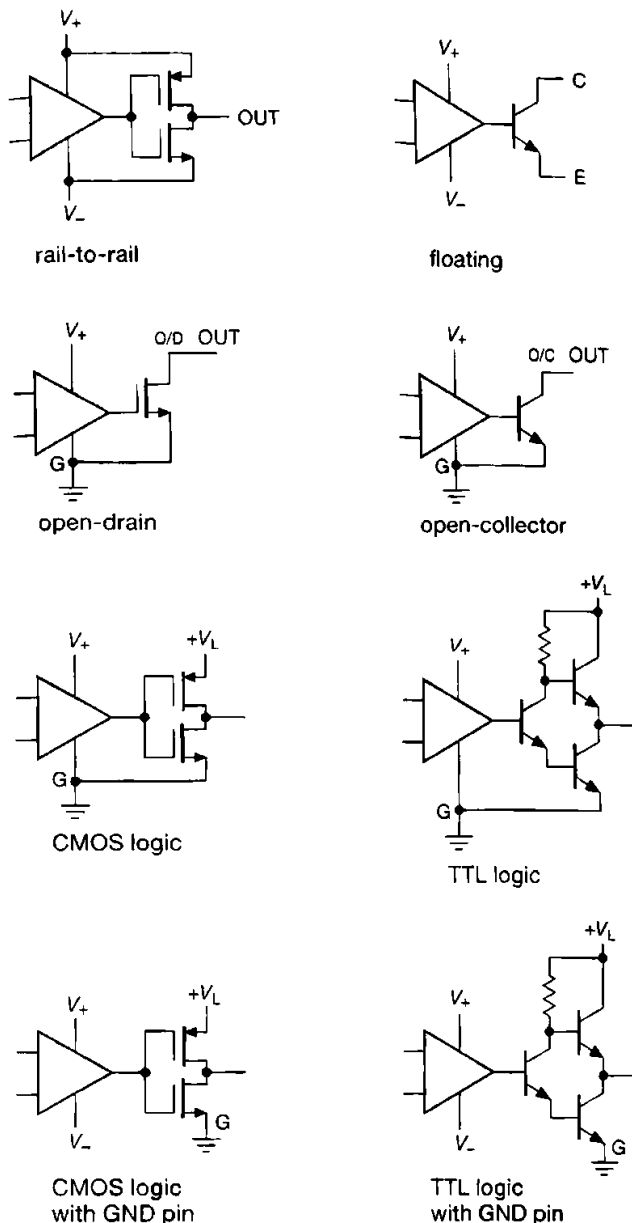 V+
OUT
V−
rail-to-rail
V+
C
E
V−
floating
V+
O/D OUT
G
open-drain
V+
O/C OUT
G
open-collector
V+
+VL
G
CMOS logic
+VL
V+
G
TTL logic
V+
+VL
G
V−
CMOS logic
with GND pin
+VL
V+
G
V−
TTL logic
with GND pin